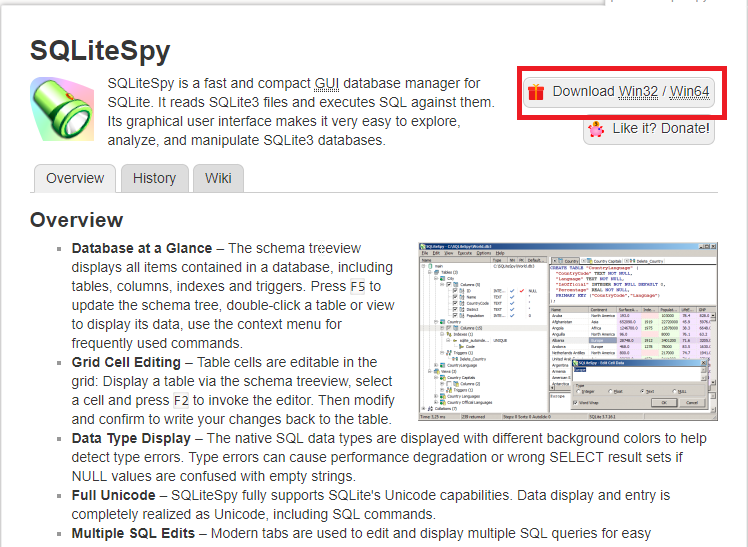 SQLiteSpy
SQLiteSpy is a fast and compact GUI database manager for
SQLite. It reads SQLite3 files and executes SQL against them.
Its graphical user interface makes it very easy to explore,
analyze, and manipulate SQLite3 databases.
Download Win32 / Win64
Like it? Donate!
Overview
History
Wiki
Overview
Database at a Glance – The schema treeview
displays all items contained in a database, including
tables, columns, indexes and triggers. Press F5 to
update the schema tree, double-click a table or view
to display its data, use the context menu for
frequently used commands.
Grid Cell Editing – Table cells are editable in the
grid: Display a table via the schema treeview, select
a cell and press F2 to invoke the editor. Then modify
and confirm to write your changes back to the table.
Data Type Display – The native SQL data types are displayed with different background colors to help
detect type errors. Type errors can cause performance degradation or wrong SELECT result sets if
NULL values are confused with empty strings.
Full Unicode – SQLiteSpy fully supports SQLite's Unicode capabilities. Data display and entry is
completely realized as Unicode, including SQL commands.
Multiple SQL Edits – Modern tabs are used to edit and display multiple SQL queries for easy